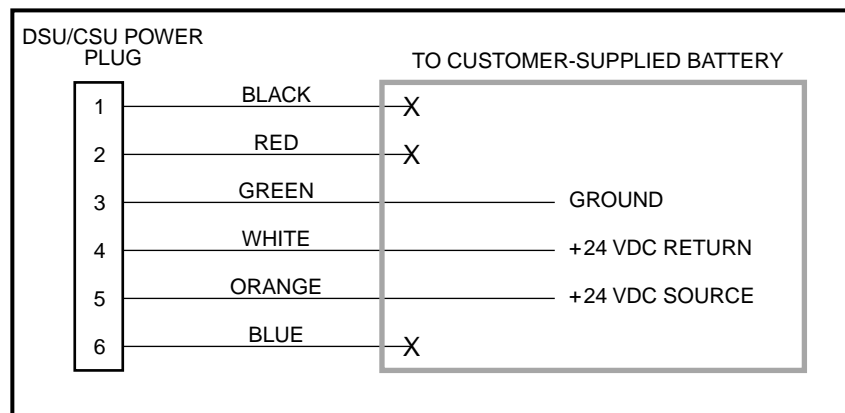 DSU/CSU POWER
PLUG
TO CUSTOMER-SUPPLIED BATTERY
1 BLACK X
2 RED X
3 GREEN GROUND
4 WHITE +24 VDC RETURN
5 ORANGE +24 VDC SOURCE
6 BLUE X